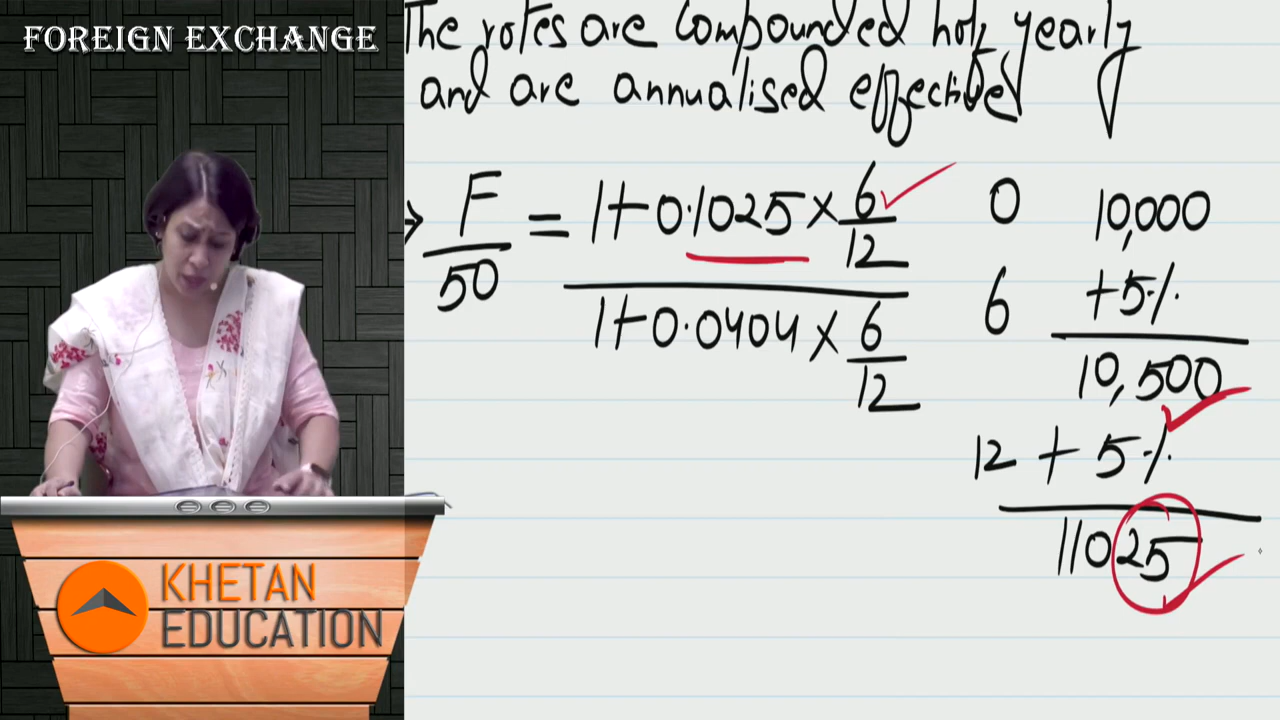 FOREIGN EXCHANGE
The rates are compounded half yearly
and are annualised effective
F/50 = 1+0.1025 × 6/12
1+0.0404 × 6/12
0 10,000
6 +5%
10,500
12 + 5%
11025
KHETAN
EDUCATION